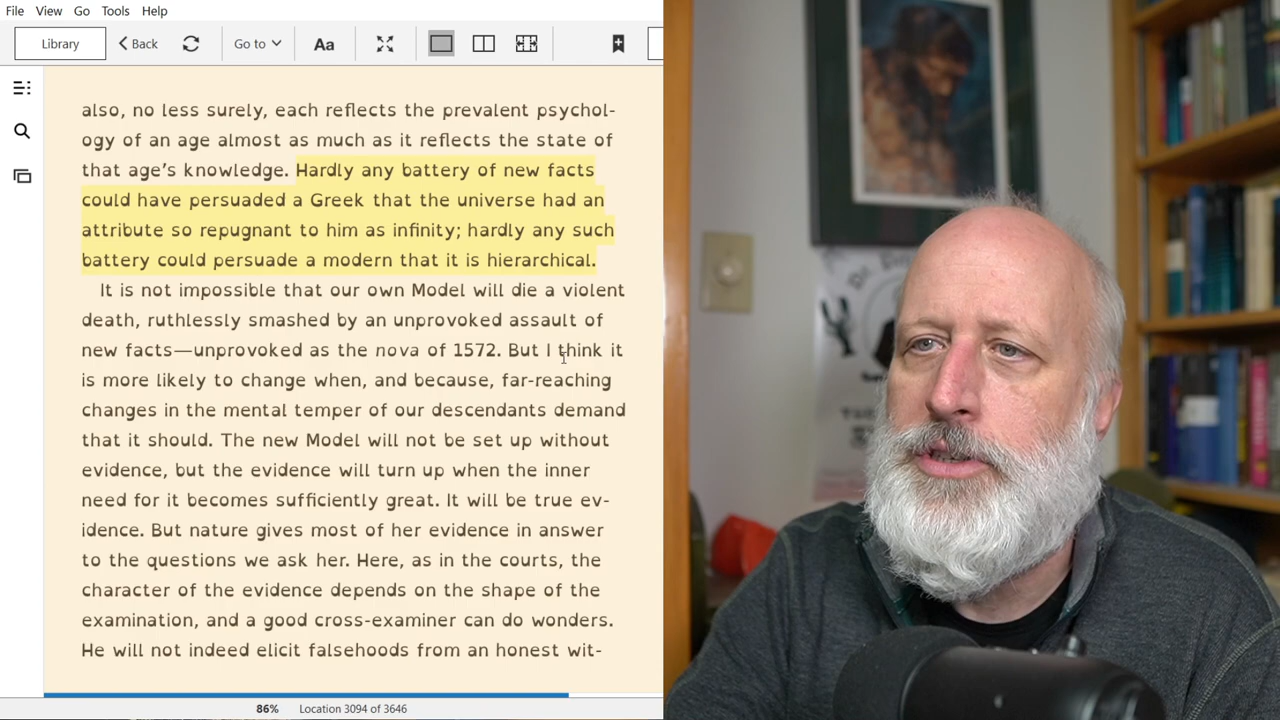 File View Go Tools Help
Library Back Go to Aa
also, no less surely, each reflects the prevalent psychol-
ogy of an age almost as much as it reflects the state of
that age's knowledge. Hardly any battery of new facts
could have persuaded a Greek that the universe had an
attribute so repugnant to him as infinity; hardly any such
battery could persuade a modern that it is hierarchical.
It is not impossible that our own Model will die a violent
death, ruthlessly smashed by an unprovoked assault of
new facts—unprovoked as the nova of 1572. But I think it
is more likely to change when, and because, far-reaching
changes in the mental temper of our descendants demand
that it should. The new Model will not be set up without
evidence, but the evidence will turn up when the inner
need for it becomes sufficiently great. It will be true ev-
idence. But nature gives most of her evidence in answer
to the questions we ask her. Here, as in the courts, the
character of the evidence depends on the shape of the
examination, and a good cross-examiner can do wonders.
He will not indeed elicit falsehoods from an honest wit-
86% Location 3094 of 3646